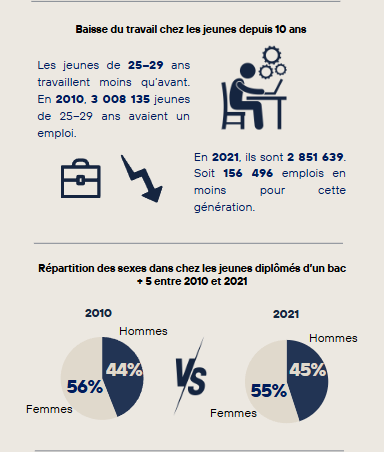 Baisse du travail chez les jeunes depuis 10 ans
Les jeunes de 25–29 ans
travaillent moins qu'avant.
En 2010, 3 008 135 jeunes
de 25-29 ans avaient un
emploi.
En 2021, ils sont 2 851 639.
Soit 156 496 emplois en
moins pour cette
génération.
Répartition des sexes dans chez les jeunes diplômés d'un bac
+ 5 entre 2010 et 2021
2010
Hommes
44%
56%
Femmes
VS
2021
Hommes
45%
55%
Femmes